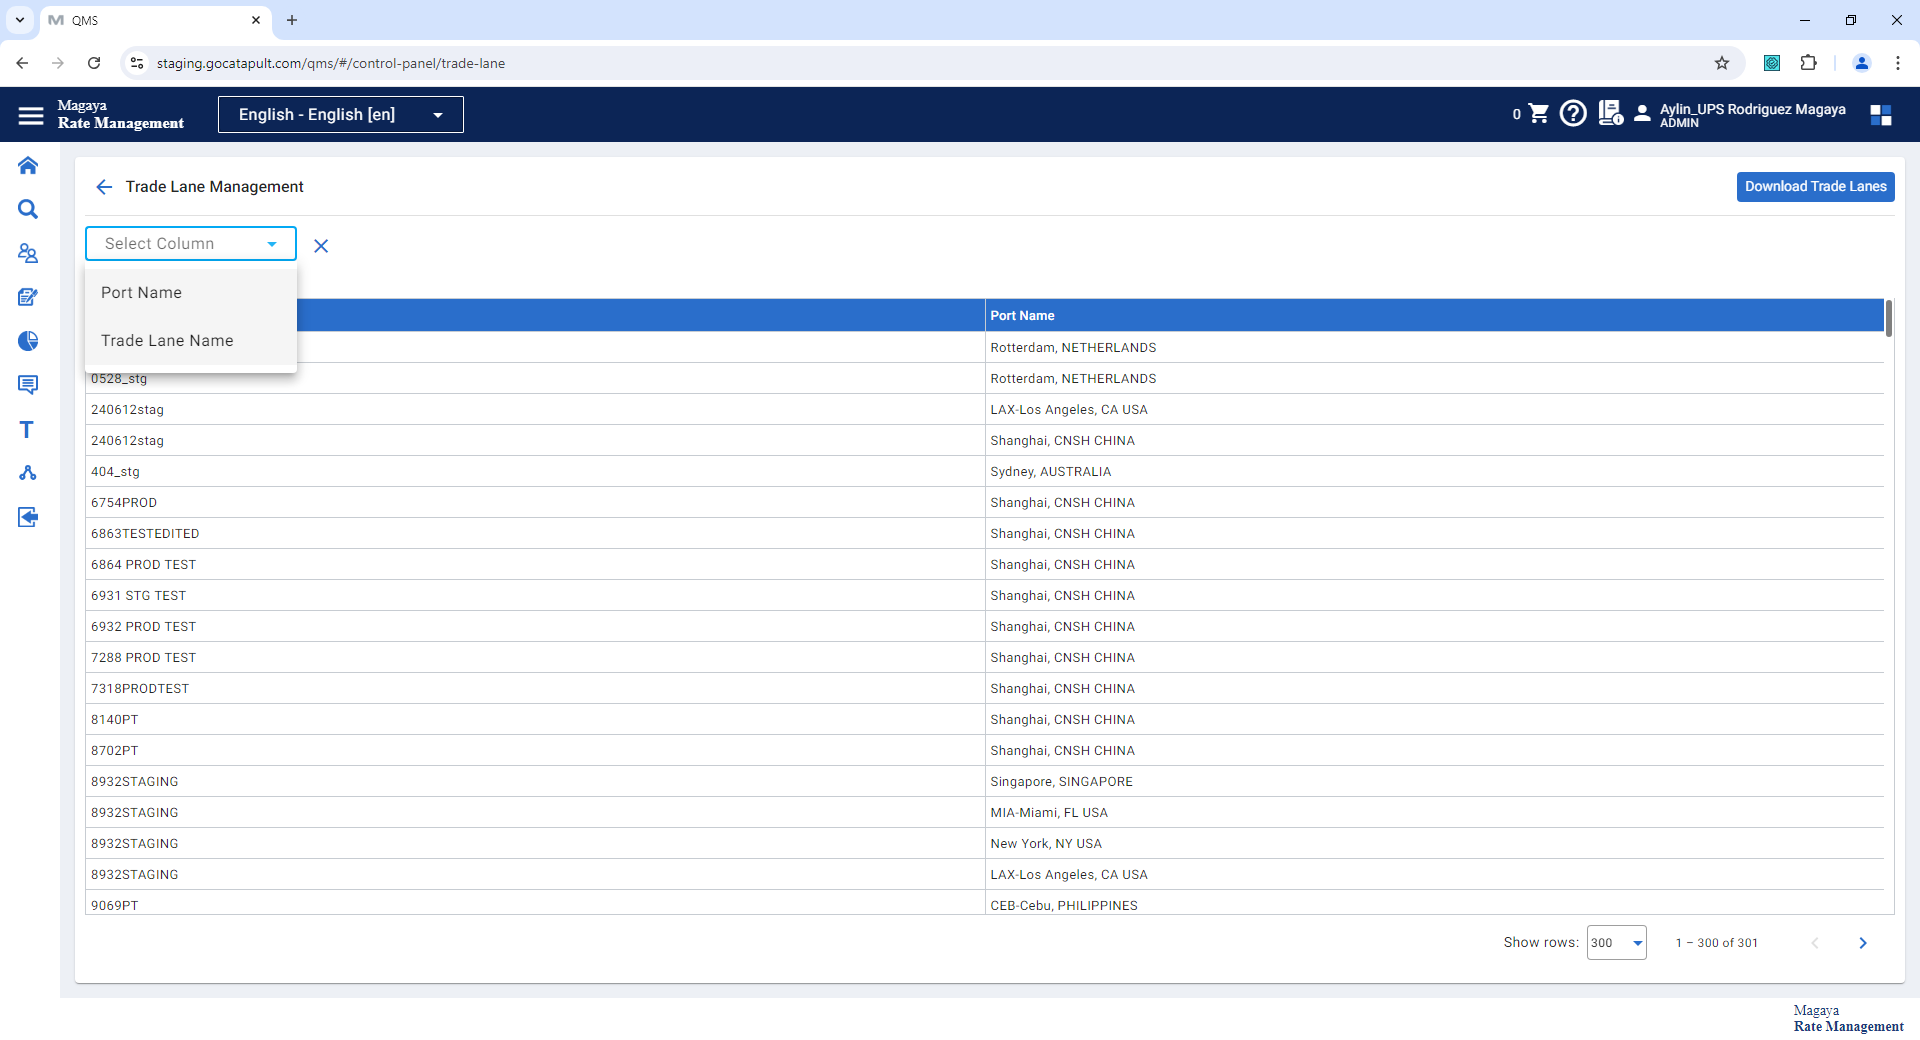 QMS
staging.gocatapult.com/qms/#/control-panel/trade-lane
Magaya
Rate Management
English - English [en]
0
Aylin_UPS Rodriguez Magaya
ADMIN
Trade Lane Management
Download Trade Lanes
Select Column
Port Name
Trade Lane Name
Port Name
Rotterdam, NETHERLANDS
0528_stg Rotterdam, NETHERLANDS
240612stag LAX-Los Angeles, CA USA
240612stag Shanghai, CNSH CHINA
404_stg Sydney, AUSTRALIA
6754PROD Shanghai, CNSH CHINA
6863TESTEDITED Shanghai, CNSH CHINA
6864 PROD TEST Shanghai, CNSH CHINA
6931 STG TEST Shanghai, CNSH CHINA
6932 PROD TEST Shanghai, CNSH CHINA
7288 PROD TEST Shanghai, CNSH CHINA
7318PRODTEST Shanghai, CNSH CHINA
8140PT Shanghai, CNSH CHINA
8702PT Shanghai, CNSH CHINA
8932STAGING Singapore, SINGAPORE
8932STAGING MIA-Miami, FL USA
8932STAGING New York, NY USA
8932STAGING LAX-Los Angeles, CA USA
9069PT CEB-Cebu, PHILIPPINES
Show rows: 300 1 – 300 of 301
Magaya
Rate Management